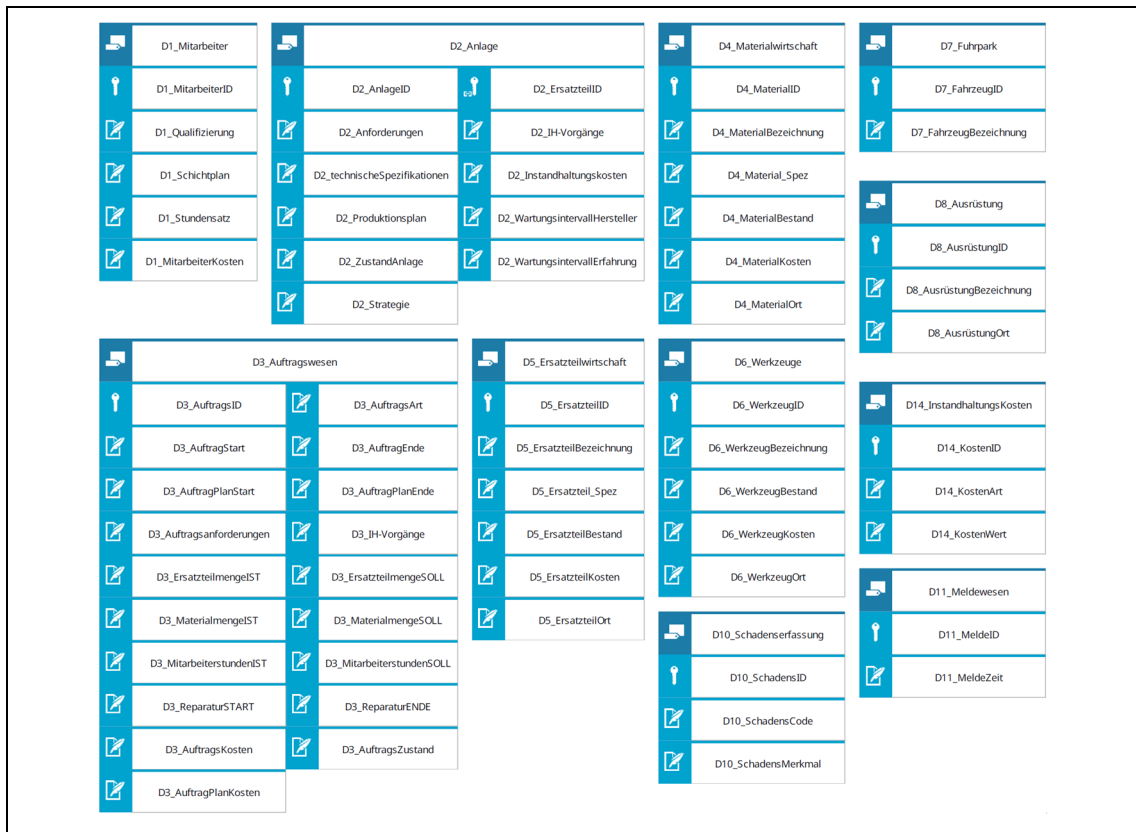 D1_Mitarbeiter
D1_MitarbeiterID
D1_Qualifizierung
D1_Schichtplan
D1_Stundensatz
D1_MitarbeiterKosten
D2_Anlage
D2_AnlageID
D2_ErsatzteilID
D2_Anforderungen
D2_IH-Vorgänge
D2_technischeSpezifikationen
D2_Instandhaltungskosten
D2_Produktionsplan
D2_WartungsintervallHersteller
D2_ZustandAnlage
D2_WartungsintervallErfahrung
D2_Strategie
D4_Materialwirtschaft
D4_MaterialID
D4_MaterialBezeichnung
D4_Material_Spez
D4_MaterialBestand
D4_MaterialKosten
D4_MaterialOrt
D7_Fuhrpark
D7_FahrzeugID
D7_FahrzeugBezeichnung
D8_Ausrüstung
D8_AusrüstungID
D8_AusrüstungBezeichnung
D8_AusrüstungOrt
D3_Auftragswesen
D3_AuftragsID
D3_AuftragsArt
D3_AuftragStart
D3_AuftragEnde
D3_AuftragPlanStart
D3_AuftragPlanEnde
D3_Auftragsanforderungen
D3_IH-Vorgänge
D3_ErsatzteilmengeIST
D3_ErsatzteilmengeSOLL
D3_MaterialmengeIST
D3_MaterialmengeSOLL
D3_MitarbeiterstundenIST
D3_MitarbeiterstundenSOLL
D3_ReparaturSTART
D3_ReparaturENDE
D3_AuftragsKosten
D3_AuftragsZustand
D3_AuftragPlanKosten
D5_Ersatzteilwirtschaft
D5_ErsatzteilID
D5_ErsatzteilBezeichnung
D5_Ersatzteil_Spez
D5_ErsatzteilBestand
D5_ErsatzteilKosten
D5_ErsatzteilOrt
D6_Werkzeuge
D6_WerkzeugID
D6_WerkzeugBezeichnung
D6_WerkzeugBestand
D6_WerkzeugKosten
D6_WerkzeugOrt
D10_Schadenserfassung
D10_SchadensID
D10_SchadensCode
D10_SchadensMerkmal
D14_InstandhaltungsKosten
D14_KostenID
D14_KostenArt
D14_KostenWert
D11_Meldewesen
D11_MeldeID
D11_MeldeZeit